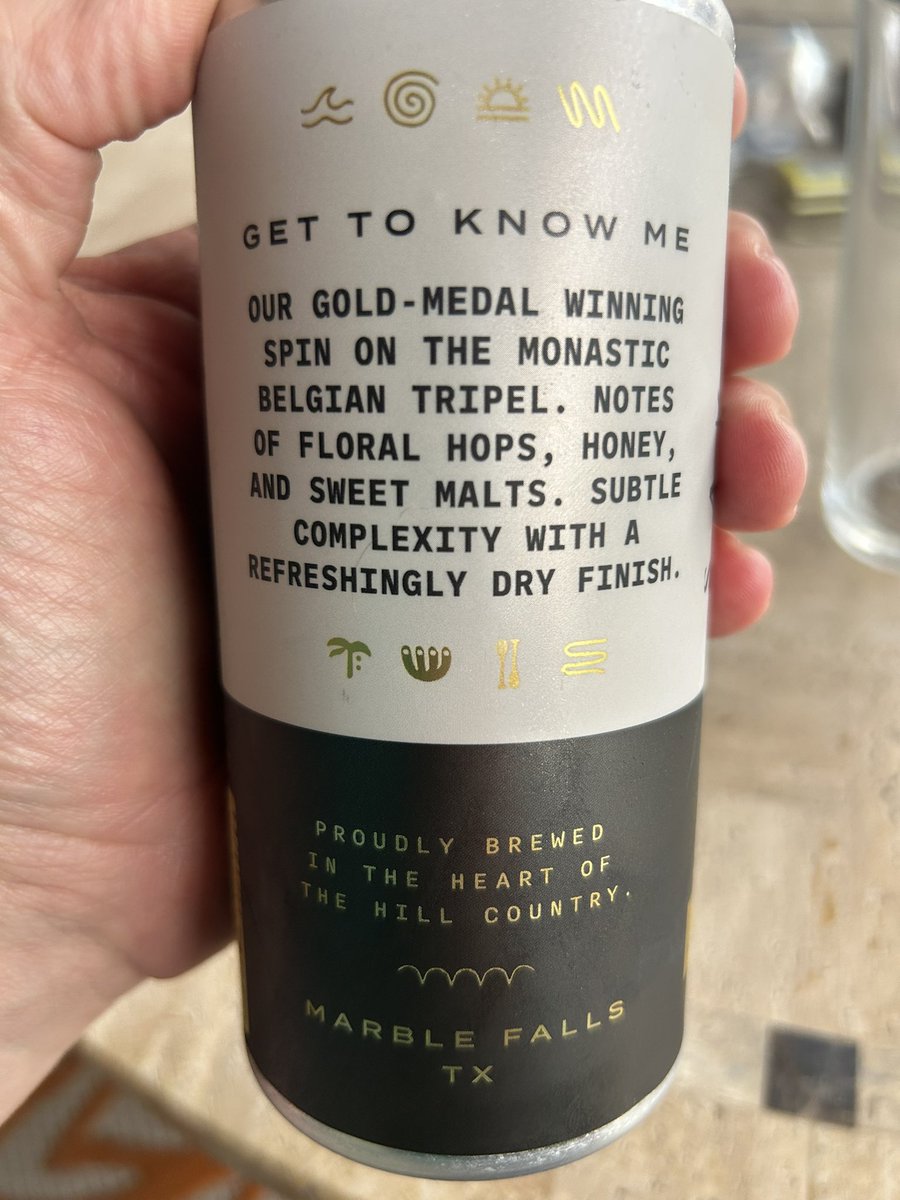 GET TO KNOW ME
OUR GOLD-MEDAL WINNING
SPIN ON THE MONASTIC
BELGIAN TRIPEL. NOTES
OF FLORAL HOPS, HONEY,
AND SWEET MALTS. SUBTLE
COMPLEXITY WITH A
REFRESHINGLY DRY FINISH.
PROUDLY BREWED
IN THE HEART OF
THE HILL COUNTRY.
MARBLE FALLS
TX